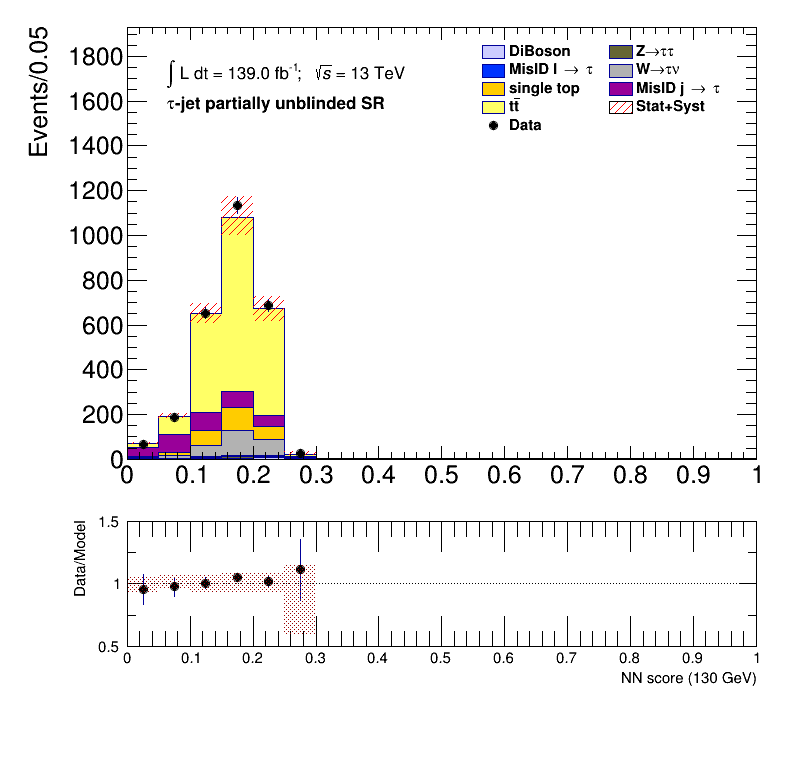 Events/0.05
1800
1600
1400
1200
1000
800
600
400
200
0
∫ L dt = 139.0 fb⁻¹; √s = 13 TeV
τ-jet partially unblinded SR
DiBoson
MisID l → τ
single top
tt̄
Data
Z→ττ
W→τν
MisID j → τ
Stat+Syst
0 0.1 0.2 0.3 0.4 0.5 0.6 0.7 0.8 0.9 1
Data/Model
1.5
1
0.5
0 0.1 0.2 0.3 0.4 0.5 0.6 0.7 0.8 0.9 1
NN score (130 GeV)